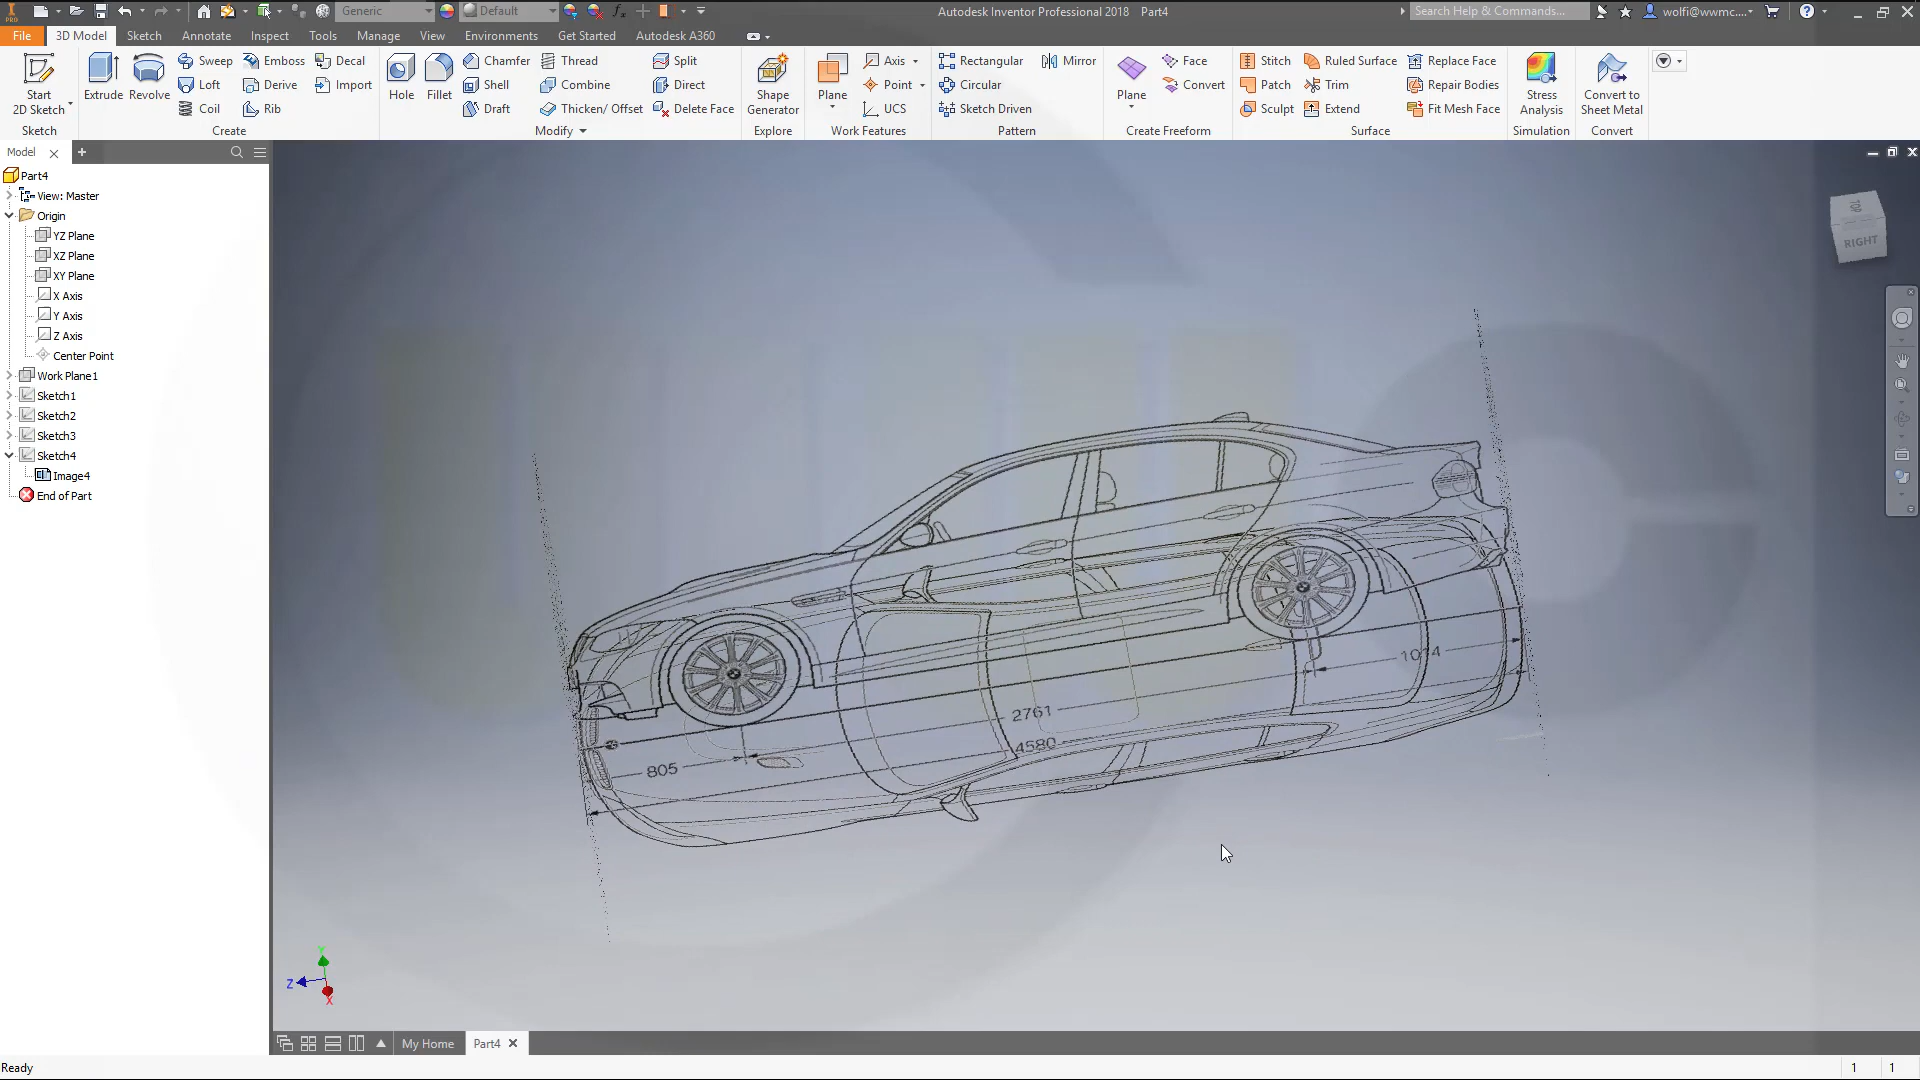 Generic
Default
Autodesk Inventor Professional 2018 Part4
Search Help & Commands...
wolfi@wwmc....
File 3D Model Sketch Annotate Inspect Tools Manage View Environments Get Started Autodesk A360
Start
2D Sketch
Sketch
Extrude
Revolve
Sweep
Loft
Coil
Emboss
Derive
Rib
Decal
Import
Create
Hole
Fillet
Chamfer
Shell
Draft
Thread
Combine
Thicken/ Offset
Split
Direct
Delete Face
Modify
Shape
Generator
Explore
Plane
Axis
Point
UCS
Work Features
Rectangular
Circular
Sketch Driven
Mirror
Pattern
Plane
Face
Convert
Create Freeform
Stitch
Patch
Sculpt
Ruled Surface
Trim
Extend
Replace Face
Repair Bodies
Fit Mesh Face
Surface
Stress
Analysis
Simulation
Convert to
Sheet Metal
Convert
Model
Part4
View: Master
Origin
YZ Plane
XZ Plane
XY Plane
X Axis
Y Axis
Z Axis
Center Point
Work Plane1
Sketch1
Sketch2
Sketch3
Sketch4
Image4
End of Part
TOP
RIGHT
1014
2761
4580
805
Y
Z
X
My Home
Part4
Ready
1 1